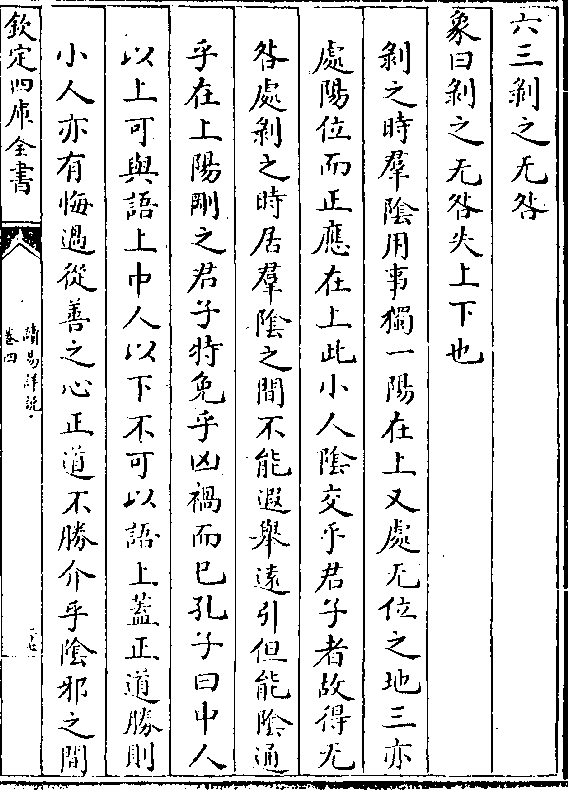 六三剝之无咎
象曰剝之无咎失上下也
剝之時羣陰用事獨一陽在上又處无位之地三亦
處陽位而正應在上此小人陰交乎君子者故得无
咎處剝之時居羣陰之間不能遐舉遠引但能陰通
乎在上陽剛之君子特免乎凶禍而已孔子曰中人
以上可與語上中人以下不可以語上蓋正道勝則
小人亦有悔過從善之心正道不勝介乎陰邪之間
欽定四庫全書
讀易詳說
卷四